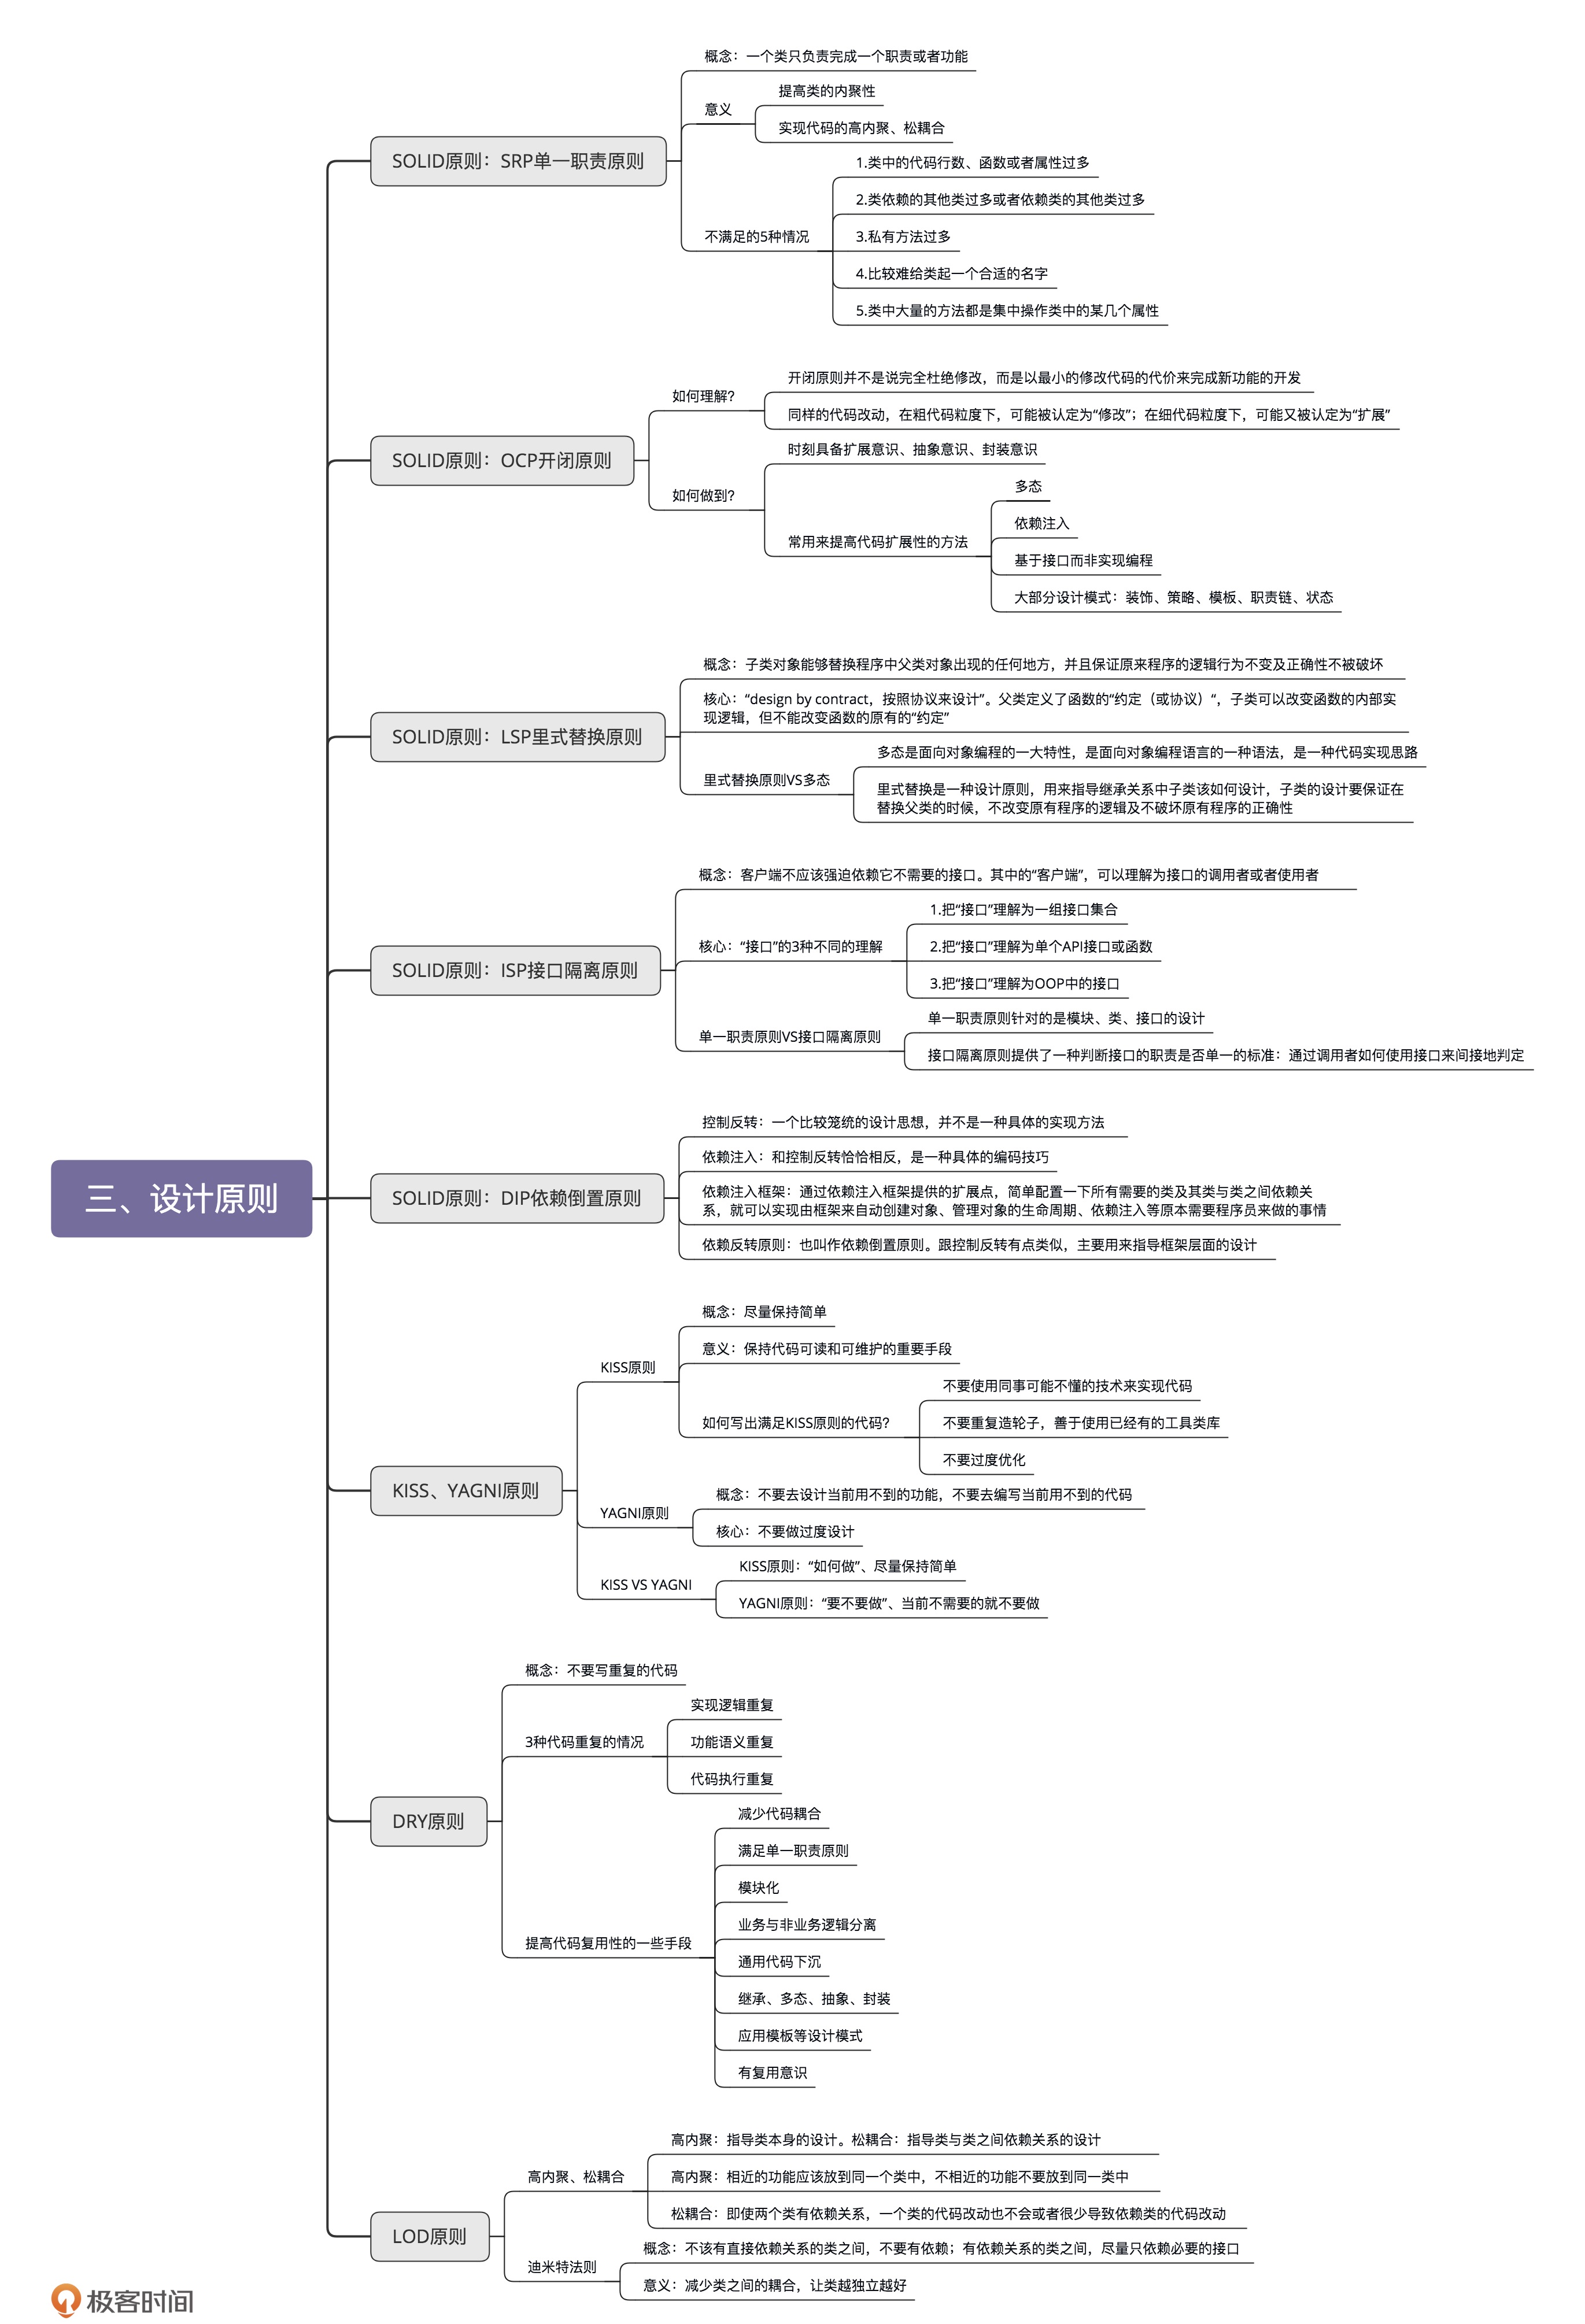 三、设计原则
SOLID原则：SRP单一职责原则
概念：一个类只负责完成一个职责或者功能
意义
提高类的内聚性
实现代码的高内聚、松耦合
不满足的5种情况
1.类中的代码行数、函数或者属性过多
2.类依赖的其他类过多或者依赖类的其他类过多
3.私有方法过多
4.比较难给类起一个合适的名字
5.类中大量的方法都是集中操作类中的某几个属性
SOLID原则：OCP开闭原则
如何理解？
开闭原则并不是说完全杜绝修改，而是以最小的修改代码的代价来完成新功能的开发
同样的代码改动，在粗代码粒度下，可能被认定为“修改”；在细代码粒度下，可能又被认定为“扩展”
如何做到？
时刻具备扩展意识、抽象意识、封装意识
常用来提高代码扩展性的方法
多态
依赖注入
基于接口而非实现编程
大部分设计模式：装饰、策略、模板、职责链、状态
SOLID原则：LSP里式替换原则
概念：子类对象能够替换程序中父类对象出现的任何地方，并且保证原来程序的逻辑行为不变及正确性不被破坏
核心：“design by contract，按照协议来设计”。父类定义了函数的“约定（或协议）“，子类可以改变函数的内部实
现逻辑，但不能改变函数的原有的“约定”
里式替换原则VS多态
多态是面向对象编程的一大特性，是面向对象编程语言的一种语法，是一种代码实现思路
里式替换是一种设计原则，用来指导继承关系中子类该如何设计，子类的设计要保证在
替换父类的时候，不改变原有程序的逻辑及不破坏原有程序的正确性
SOLID原则：ISP接口隔离原则
概念：客户端不应该强迫依赖它不需要的接口。其中的“客户端”，可以理解为接口的调用者或者使用者
核心：“接口”的3种不同的理解
1.把“接口”理解为一组接口集合
2.把“接口”理解为单个API接口或函数
3.把“接口”理解为OOP中的接口
单一职责原则VS接口隔离原则
单一职责原则针对的是模块、类、接口的设计
接口隔离原则提供了一种判断接口的职责是否单一的标准：通过调用者如何使用接口来间接地判定
SOLID原则：DIP依赖倒置原则
控制反转：一个比较笼统的设计思想，并不是一种具体的实现方法
依赖注入：和控制反转恰恰相反，是一种具体的编码技巧
依赖注入框架：通过依赖注入框架提供的扩展点，简单配置一下所有需要的类及其类与类之间依赖关
系，就可以实现由框架来自动创建对象、管理对象的生命周期、依赖注入等原本需要程序员来做的事情
依赖反转原则：也叫作依赖倒置原则。跟控制反转有点类似，主要用来指导框架层面的设计
KISS、YAGNI原则
KISS原则
概念：尽量保持简单
意义：保持代码可读和可维护的重要手段
如何写出满足KISS原则的代码？
不要使用同事可能不懂的技术来实现代码
不要重复造轮子，善于使用已经有的工具类库
不要过度优化
YAGNI原则
概念：不要去设计当前用不到的功能，不要去编写当前用不到的代码
核心：不要做过度设计
KISS VS YAGNI
KISS原则：“如何做”、尽量保持简单
YAGNI原则：“要不要做”、当前不需要的就不要做
DRY原则
概念：不要写重复的代码
3种代码重复的情况
实现逻辑重复
功能语义重复
代码执行重复
提高代码复用性的一些手段
减少代码耦合
满足单一职责原则
模块化
业务与非业务逻辑分离
通用代码下沉
继承、多态、抽象、封装
应用模板等设计模式
有复用意识
LOD原则
高内聚、松耦合
高内聚：指导类本身的设计。松耦合：指导类与类之间依赖关系的设计
高内聚：相近的功能应该放到同一个类中，不相近的功能不要放到同一类中
松耦合：即使两个类有依赖关系，一个类的代码改动也不会或者很少导致依赖类的代码改动
迪米特法则
概念：不该有直接依赖关系的类之间，不要有依赖；有依赖关系的类之间，尽量只依赖必要的接口
意义：减少类之间的耦合，让类越独立越好
极客时间